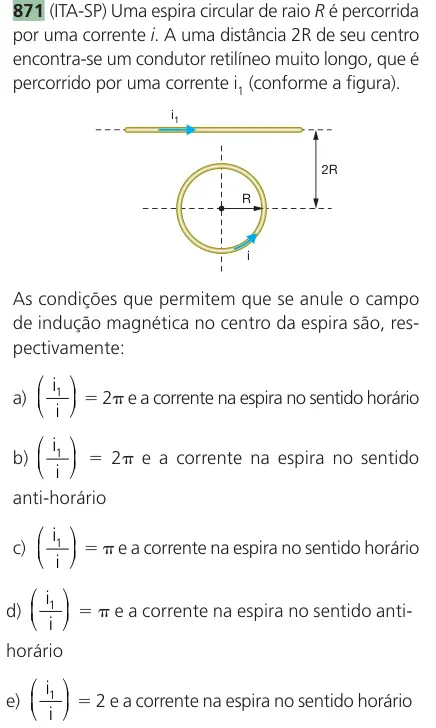 871 (ITA-SP) Uma espira circular de raio R é percorrida
por uma corrente i. A uma distância 2R de seu centro
encontra-se um condutor retilíneo muito longo, que é
percorrido por uma corrente i₁ (conforme a figura).
i₁
2R
R
i
As condições que permitem que se anule o campo
de indução magnética no centro da espira são, res-
pectivamente:
a) (i₁/i) = 2π e a corrente na espira no sentido horário
b) (i₁/i) = 2π e a corrente na espira no sentido
anti-horário
c) (i₁/i) = π e a corrente na espira no sentido horário
d) (i₁/i) = π e a corrente na espira no sentido anti-
horário
e) (i₁/i) = 2 e a corrente na espira no sentido horário